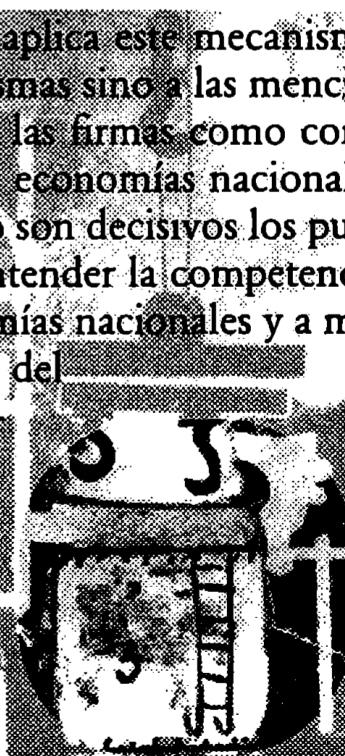 aplica este mecanism
smas sino a las menc
las firmas como con
economías nacional
o son decisivos los pu
ntender la competenc
nías nacionales y a m
del